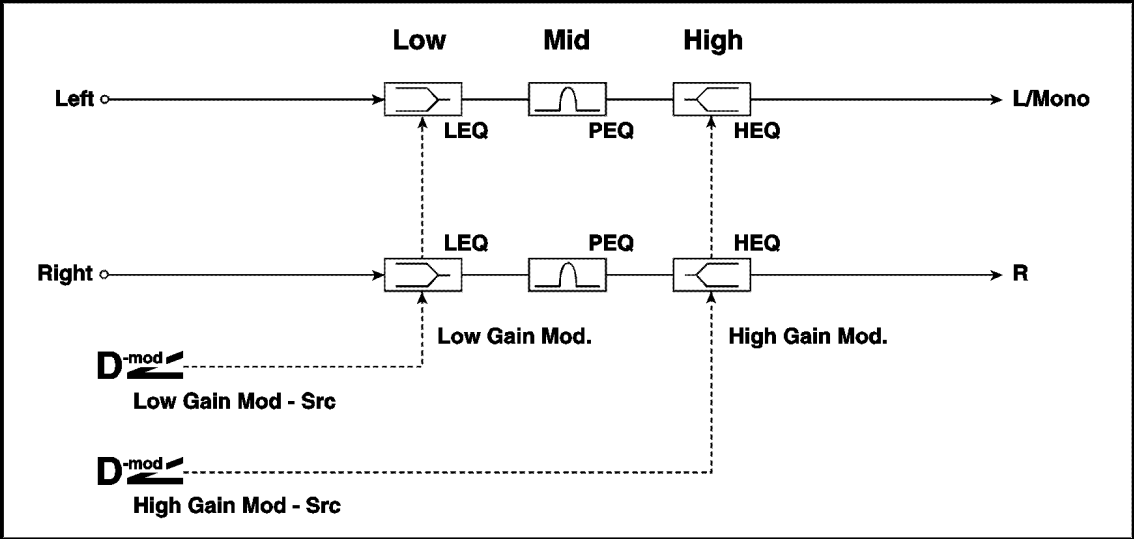 Low Mid High
Left L/Mono
LEQ PEQ HEQ
LEQ PEQ HEQ
Right R
Low Gain Mod. High Gain Mod.
D-mod
Low Gain Mod - Src
D-mod
High Gain Mod - Src